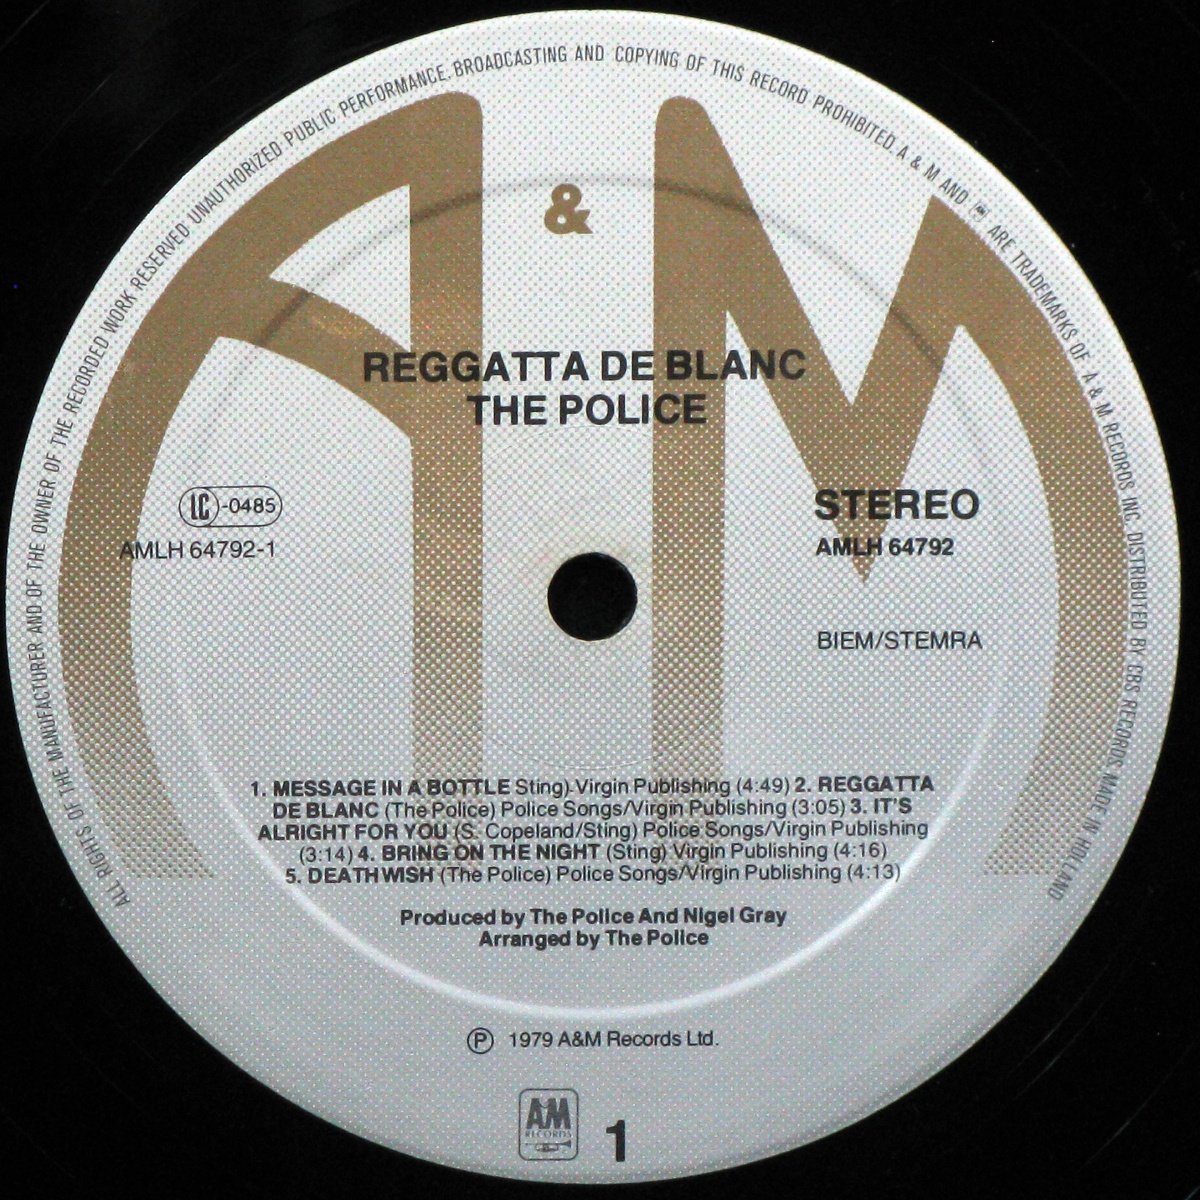 ALL RIGHTS OF THE MANUFACTURER AND OF THE OWNER OF THE RECORDED WORK RESERVED UNAUTHORIZED PUBLIC PERFORMANCE. BROADCASTING AND COPYING OF THIS RECORD PROHIBITED. A & M AND AM ARE TRADEMARKS OF A & M RECORDS INC. DISTRIBUTED BY CBS RECORDS MADE IN HOLLAND
A & M
REGGATTA DE BLANC
THE POLICE
LC-0485
AMLH 64792-1
STEREO
AMLH 64792
BIEM/STEMRA
1. MESSAGE IN A BOTTLE Sting) Virgin Publishing (4:49) 2. REGGATTA
DE BLANC (The Police) Police Songs/Virgin Publishing (3:05) 3. IT'S
ALRIGHT FOR YOU (S. Copeland/Sting) Police Songs/Virgin Publishing
(3:14) 4. BRING ON THE NIGHT (Sting) Virgin Publishing (4:16)
5. DEATHWISH (The Police) Police Songs/Virgin Publishing (4:13)
Produced by The Police And Nigel Gray
Arranged by The Police
℗ 1979 A&M Records Ltd.
AM
RECORDS
1